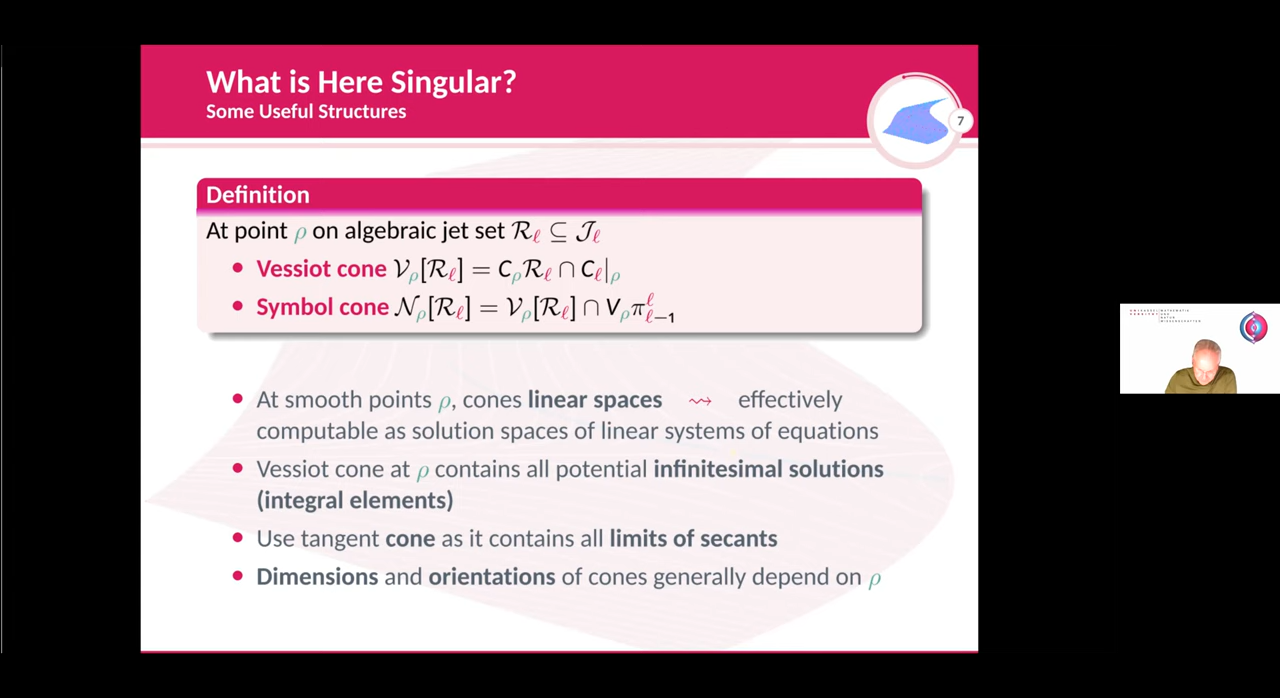 What is Here Singular?
Some Useful Structures
7
Definition
At point ρ on algebraic jet set ℛ_ℓ ⊆ 𝒥_ℓ
• Vessiot cone 𝒱_ρ[ℛ_ℓ] = C_ρℛ_ℓ ∩ C_ℓ|_ρ
• Symbol cone 𝒩_ρ[ℛ_ℓ] = 𝒱_ρ[ℛ_ℓ] ∩ V_ρπ^ℓ_{ℓ−1}
• At smooth points ρ, cones linear spaces ⇝ effectively
computable as solution spaces of linear systems of equations
• Vessiot cone at ρ contains all potential infinitesimal solutions
(integral elements)
• Use tangent cone as it contains all limits of secants
• Dimensions and orientations of cones generally depend on ρ